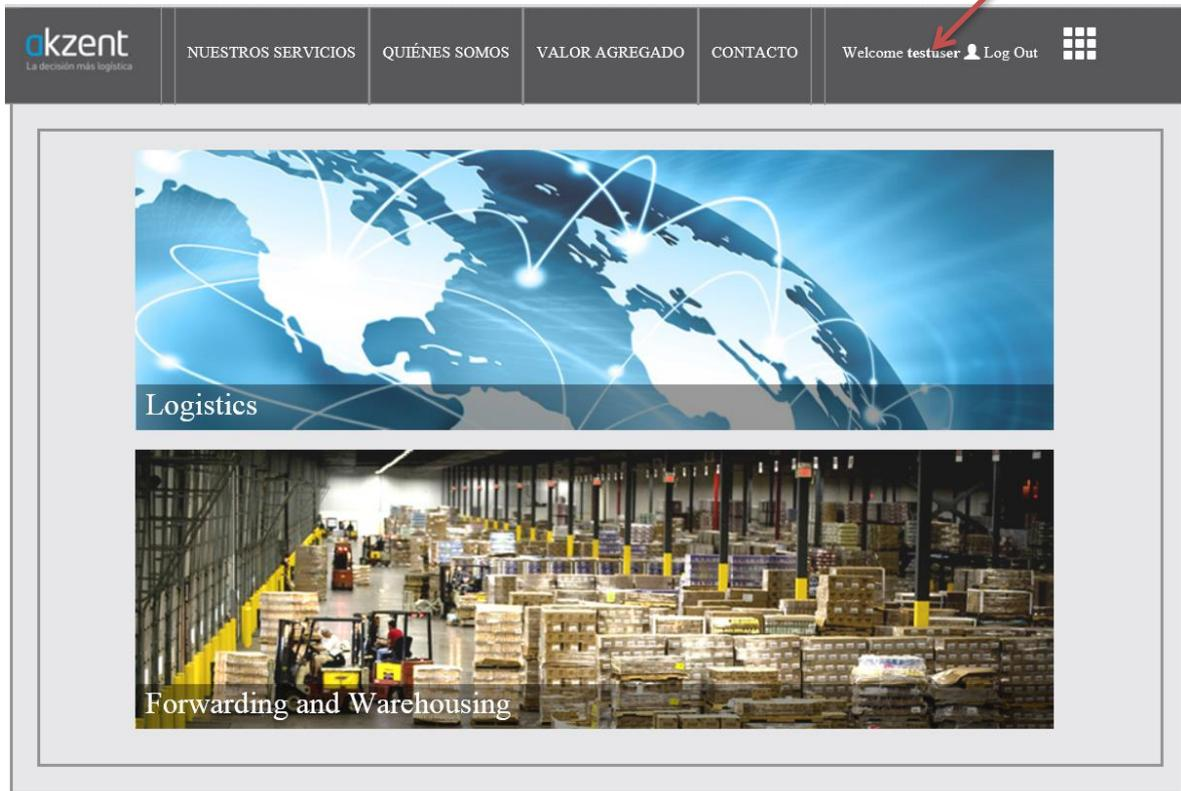 akzent
La decisión más logística
NUESTROS SERVICIOS QUIÉNES SOMOS VALOR AGREGADO CONTACTO Welcome testuser Log Out
Logistics
Forwarding and Warehousing